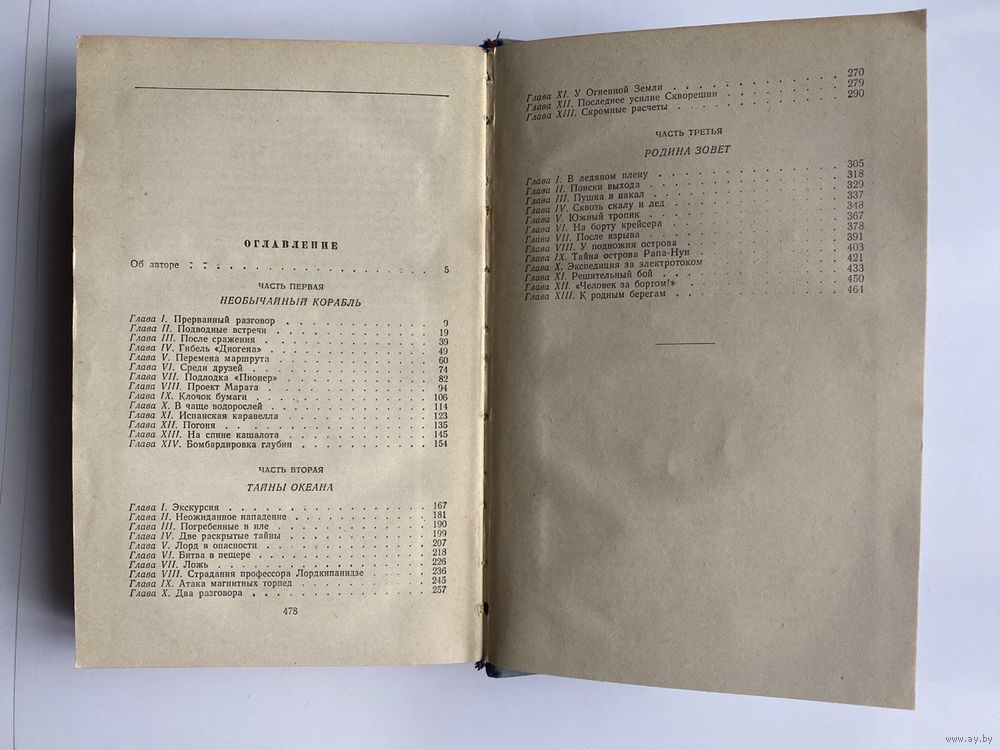 ОГЛАВЛЕНИЕ
Об авторе . . . . . . . . . . 5
ЧАСТЬ ПЕРВАЯ
НЕОБЫЧАЙНЫЙ КОРАБЛЬ
Глава I. Прерванный разговор . . . . . 9
Глава II. Подводные встречи . . . . . 19
Глава III. После сражения . . . . . 39
Глава IV. Гибель «Диогена» . . . . . 49
Глава V. Перемена маршрута . . . . . 60
Глава VI. Среди друзей . . . . . 74
Глава VII. Подлодка «Пионер» . . . . . 82
Глава VIII. Проект Марата . . . . . 94
Глава IX. Клочок бумаги . . . . . 106
Глава X. В чаще водорослей . . . . . 114
Глава XI. Испанская каравелла . . . . . 123
Глава XII. Погоня . . . . . 135
Глава XIII. На спине кашалота . . . . . 145
Глава XIV. Бомбардировка глубин . . . . . 154
ЧАСТЬ ВТОРАЯ
ТАЙНЫ ОКЕАНА
Глава I. Экскурсия . . . . . 167
Глава II. Неожиданное нападение . . . . . 181
Глава III. Погребенные в иле . . . . . 190
Глава IV. Две раскрытые тайны . . . . . 199
Глава V. Лорд в опасности . . . . . 207
Глава VI. Битва в пещере . . . . . 218
Глава VII. Ложь . . . . . 226
Глава VIII. Страдания профессора Лордкипанидзе . . . . . 236
Глава IX. Атака магнитных торпед . . . . . 245
Глава X. Два разговора . . . . . 257
478
Глава XI. У Огненной Земли . . . . . 270
Глава XII. Последнее усилие Скворешни . . . . . 279
Глава XIII. Скромные расчеты . . . . . 290
ЧАСТЬ ТРЕТЬЯ
РОДИНА ЗОВЕТ
Глава I. В ледяном плену . . . . . 305
Глава II. Поиски выхода . . . . . 318
Глава III. Пушка и накал . . . . . 329
Глава IV. Сквозь скалу и лед . . . . . 337
Глава V. Южный тропик . . . . . 348
Глава VI. На борту крейсера . . . . . 367
Глава VII. После взрыва . . . . . 378
Глава VIII. У подножия острова . . . . . 391
Глава IX. Тайна острова Рапа-Нуи . . . . . 403
Глава X. Экспедиция за электротоком . . . . . 421
Глава XI. Решительный бой . . . . . 433
Глава XII. «Человек за бортом!» . . . . . 450
Глава XIII. К родным берегам . . . . . 464
www.ay.by